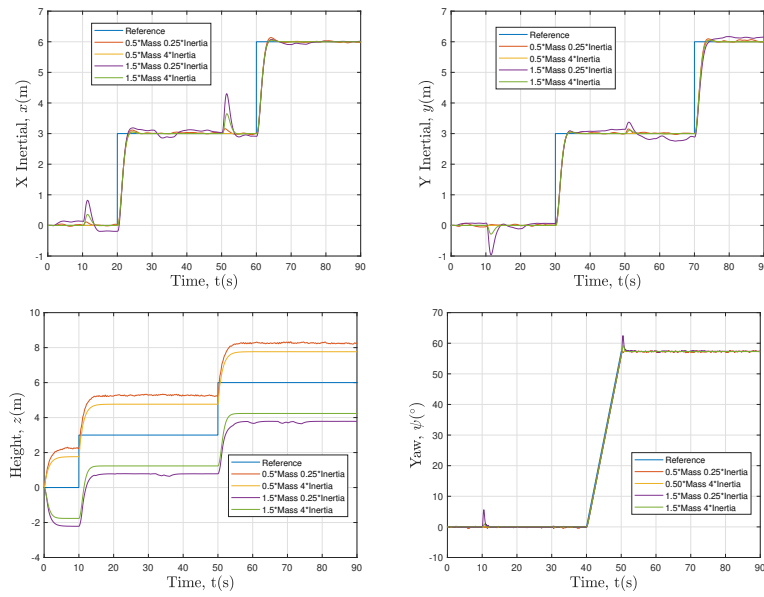 X Inertial, x(m)
6
5
4
3
2
1
0
-1
Reference
0.5*Mass 0.25*Inertia
0.5*Mass 4*Inertia
1.5*Mass 0.25*Inertia
1.5*Mass 4*Inertia
0 10 20 30 40 50 60 70 80 90
Time, t(s)
Y Inertial, y(m)
6
5
4
3
2
1
0
-1
Reference
0.5*Mass 0.25*Inertia
0.5*Mass 4*Inertia
1.5*Mass 0.25*Inertia
1.5*Mass 4*Inertia
0 10 20 30 40 50 60 70 80 90
Time, t(s)
Height, z(m)
10
8
6
4
2
0
-2
-4
Reference
0.5*Mass 0.25*Inertia
0.5*Mass 4*Inertia
1.5*Mass 0.25*Inertia
1.5*Mass 4*Inertia
0 10 20 30 40 50 60 70 80 90
Time, t(s)
Yaw, ψ(°)
70
60
50
40
30
20
10
0
-10
Reference
0.5*Mass 0.25*Inertia
0.50*Mass 4*Inertia
1.5*Mass 0.25*Inertia
1.5*Mass 4*Inertia
0 10 20 30 40 50 60 70 80 90
Time, t(s)